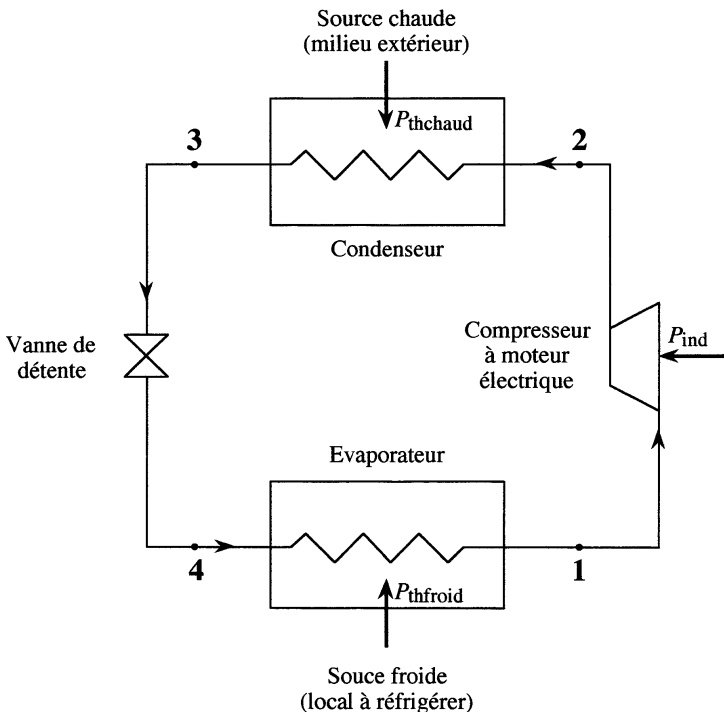 Source chaude
(milieu extérieur)
P_thchaud
3
2
Condenseur
Vanne de
détente
Compresseur
à moteur
électrique
P_ind
Evaporateur
4
1
P_thfroid
Souce froide
(local à réfrigérer)